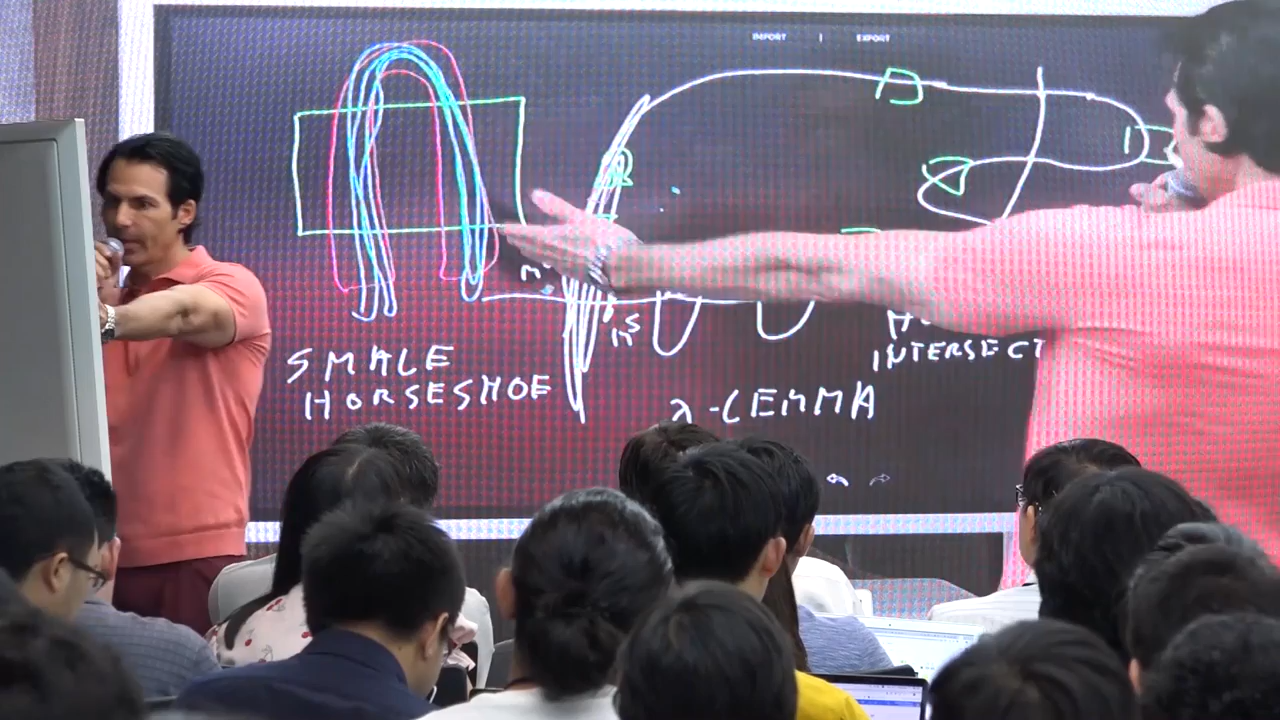 IMPORT | EXPORT
SMALE
HORSESHOE
INTERSECT
λ-LEMMA